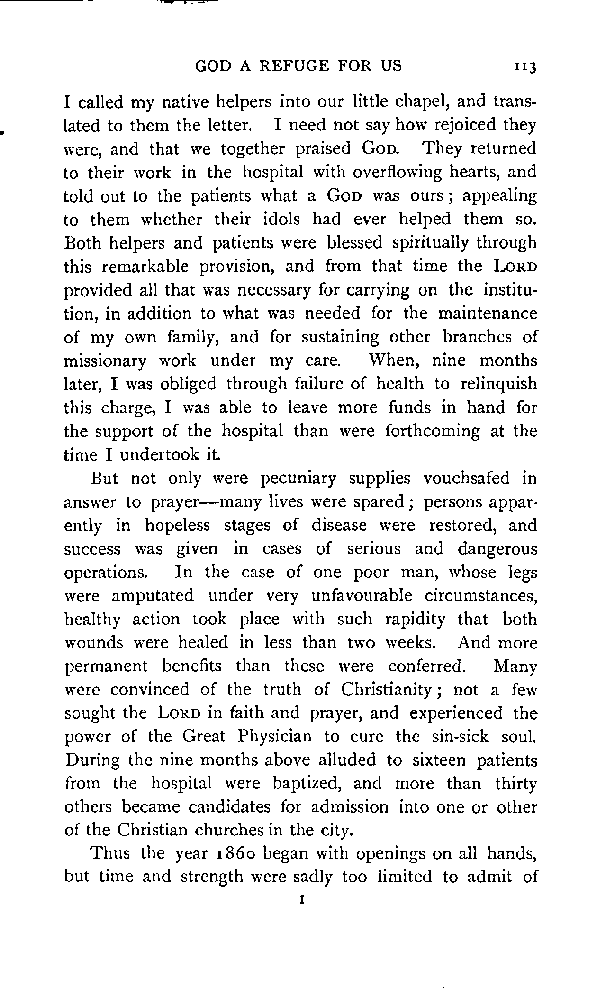 GOD A REFUGE FOR US 113
I called my native helpers into our little chapel, and trans-
lated to them the letter. I need not say how rejoiced they
were, and that we together praised GOD. They returned
to their work in the hospital with overflowing hearts, and
told out to the patients what a GOD was ours; appealing
to them whether their idols had ever helped them so.
Both helpers and patients were blessed spiritually through
this remarkable provision, and from that time the LORD
provided all that was necessary for carrying on the institu-
tion, in addition to what was needed for the maintenance
of my own family, and for sustaining other branches of
missionary work under my care. When, nine months
later, I was obliged through failure of health to relinquish
this charge, I was able to leave more funds in hand for
the support of the hospital than were forthcoming at the
time I undertook it.
But not only were pecuniary supplies vouchsafed in
answer to prayer—many lives were spared; persons appar-
ently in hopeless stages of disease were restored, and
success was given in cases of serious and dangerous
operations. In the case of one poor man, whose legs
were amputated under very unfavourable circumstances,
healthy action took place with such rapidity that both
wounds were healed in less than two weeks. And more
permanent benefits than these were conferred. Many
were convinced of the truth of Christianity; not a few
sought the LORD in faith and prayer, and experienced the
power of the Great Physician to cure the sin-sick soul.
During the nine months above alluded to sixteen patients
from the hospital were baptized, and more than thirty
others became candidates for admission into one or other
of the Christian churches in the city.
Thus the year 1860 began with openings on all hands,
but time and strength were sadly too limited to admit of
I